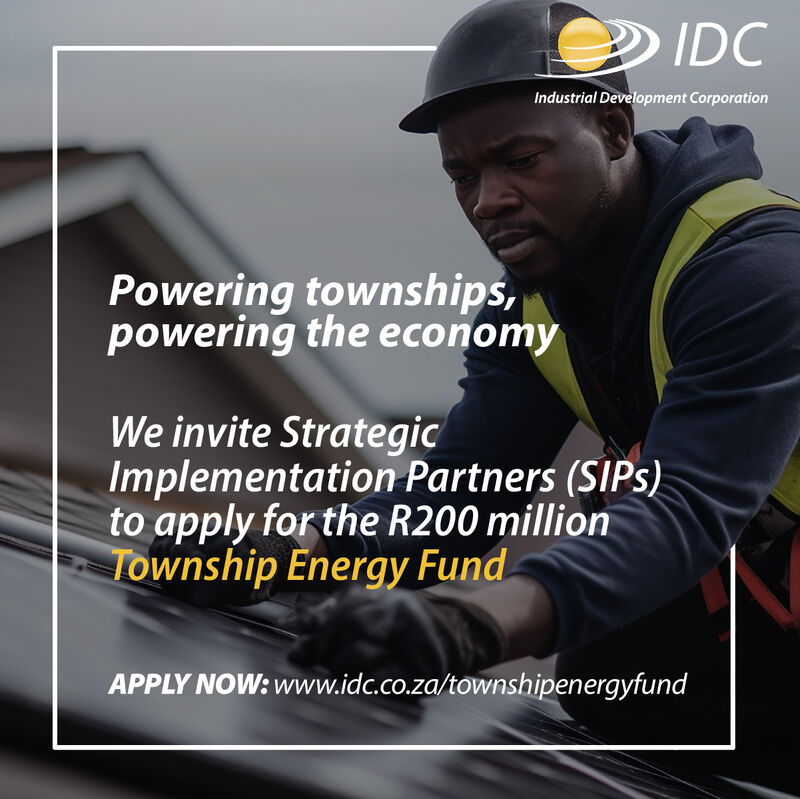 IDC
Industrial Development Corporation
Powering townships,
powering the economy
We invite Strategic
Implementation Partners (SIPs)
to apply for the R200 million
Township Energy Fund
APPLY NOW: www.idc.co.za/townshipenergyfund